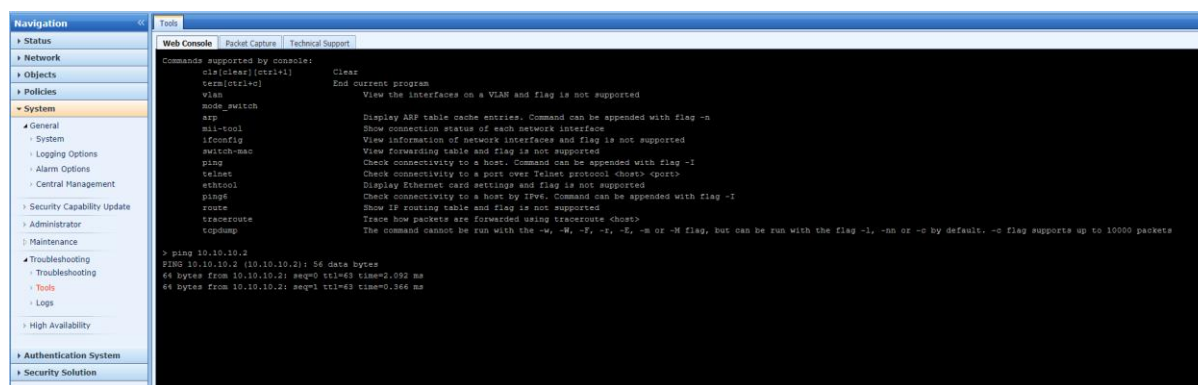 Navigation «
Status
Network
Objects
Policies
System
General
System
Logging Options
Alarm Options
Central Management
Security Capability Update
Administrator
Maintenance
Troubleshooting
Troubleshooting
Tools
Logs
High Availability
Authentication System
Security Solution
Tools
Web Console Packet Capture Technical Support
Commands supported by console:
cls[clear][ctrl+l] Clear
term[ctrl+c] End current program
vlan View the interfaces on a VLAN and flag is not supported
mode_switch
arp Display ARP table cache entries. Command can be appended with flag -n
mii-tool Show connection status of each network interface
ifconfig View information of network interfaces and flag is not supported
switch-mac View forwarding table and flag is not supported
ping Check connectivity to a host. Command can be appended with flag -I
telnet Check connectivity to a port over Telnet protocol <host> <port>
ethtool Display Ethernet card settings and flag is not supported
ping6 Check connectivity to a host by IPv6. Command can be appended with flag -I
route Show IP routing table and flag is not supported
traceroute Trace how packets are forwarded using traceroute <host>
tcpdump The command cannot be run with the -w, -W, -F, -r, -E, -m or -M flag, but can be run with the flag -l, -nn or -c by default. -c flag supports up to 10000 packets
> ping 10.10.10.2
PING 10.10.10.2 (10.10.10.2): 56 data bytes
64 bytes from 10.10.10.2: seq=0 ttl=63 time=2.092 ms
64 bytes from 10.10.10.2: seq=1 ttl=63 time=0.366 ms